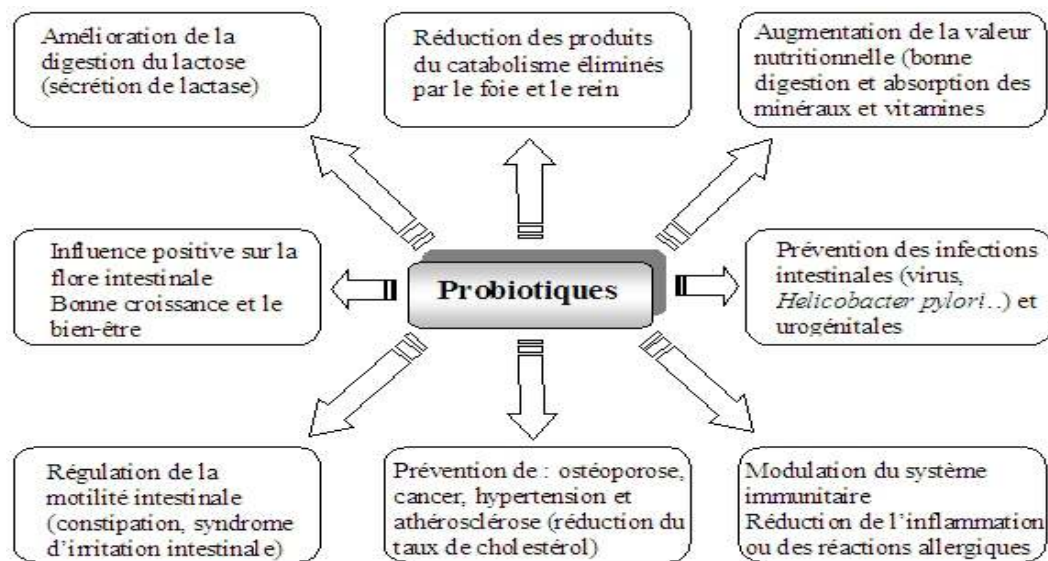 Amélioration de la
digestion du lactose
(sécrétion de lactase)
Réduction des produits
du catabolisme éliminés
par le foie et le rein
Augmentation de la valeur
nutritionnelle (bonne
digestion et absorption des
minéraux et vitamines
Influence positive sur la
flore intestinale
Bonne croissance et le
bien-être
Probiotiques
Prévention des infections
intestinales (virus,
Helicobacter pylori..) et
urogénitales
Régulation de la
motilité intestinale
(constipation, syndrome
d'irritation intestinale)
Prévention de : ostéoporose,
cancer, hypertension et
athérosclérose (réduction du
taux de cholestérol)
Modulation du système
immunitaire
Réduction de l'inflammation
ou des réactions allergiques